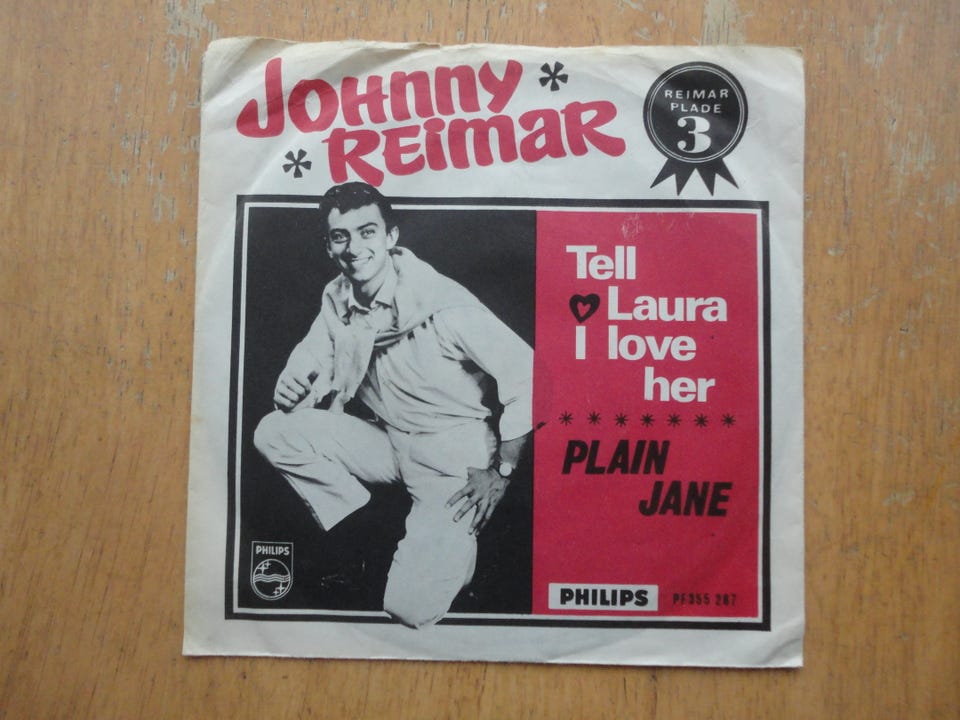 Johnny
Reimar
REIMAR
PLADE
3
Tell
Laura
I love
her
PLAIN
JANE
PHILIPS
PHILIPS PF355 287